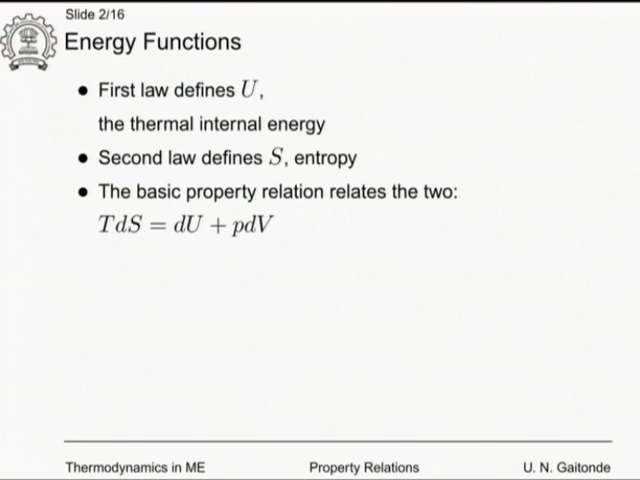 Slide 2/16
Energy Functions
• First law defines U,
the thermal internal energy
• Second law defines S, entropy
• The basic property relation relates the two:
TdS = dU + pdV
Thermodynamics in ME Property Relations U. N. Gaitonde